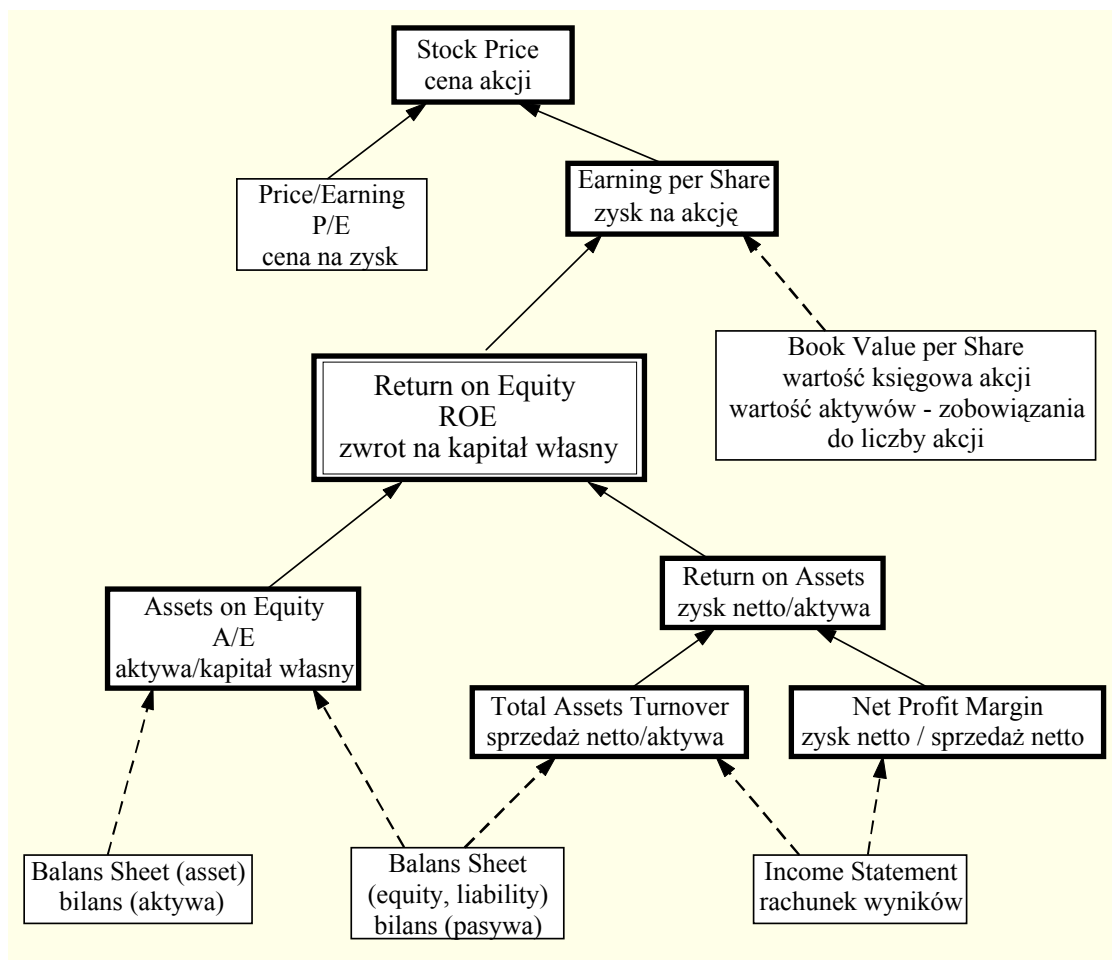 Stock Price
cena akcji
Price/Earning
P/E
cena na zysk
Earning per Share
zysk na akcję
Book Value per Share
wartość księgowa akcji
wartość aktywów - zobowiązania
do liczby akcji
Return on Equity
ROE
zwrot na kapitał własny
Return on Assets
zysk netto/aktywa
Assets on Equity
A/E
aktywa/kapitał własny
Total Assets Turnover
sprzedaż netto/aktywa
Net Profit Margin
zysk netto / sprzedaż netto
Balans Sheet (asset)
bilans (aktywa)
Balans Sheet
(equity, liability)
bilans (pasywa)
Income Statement
rachunek wyników